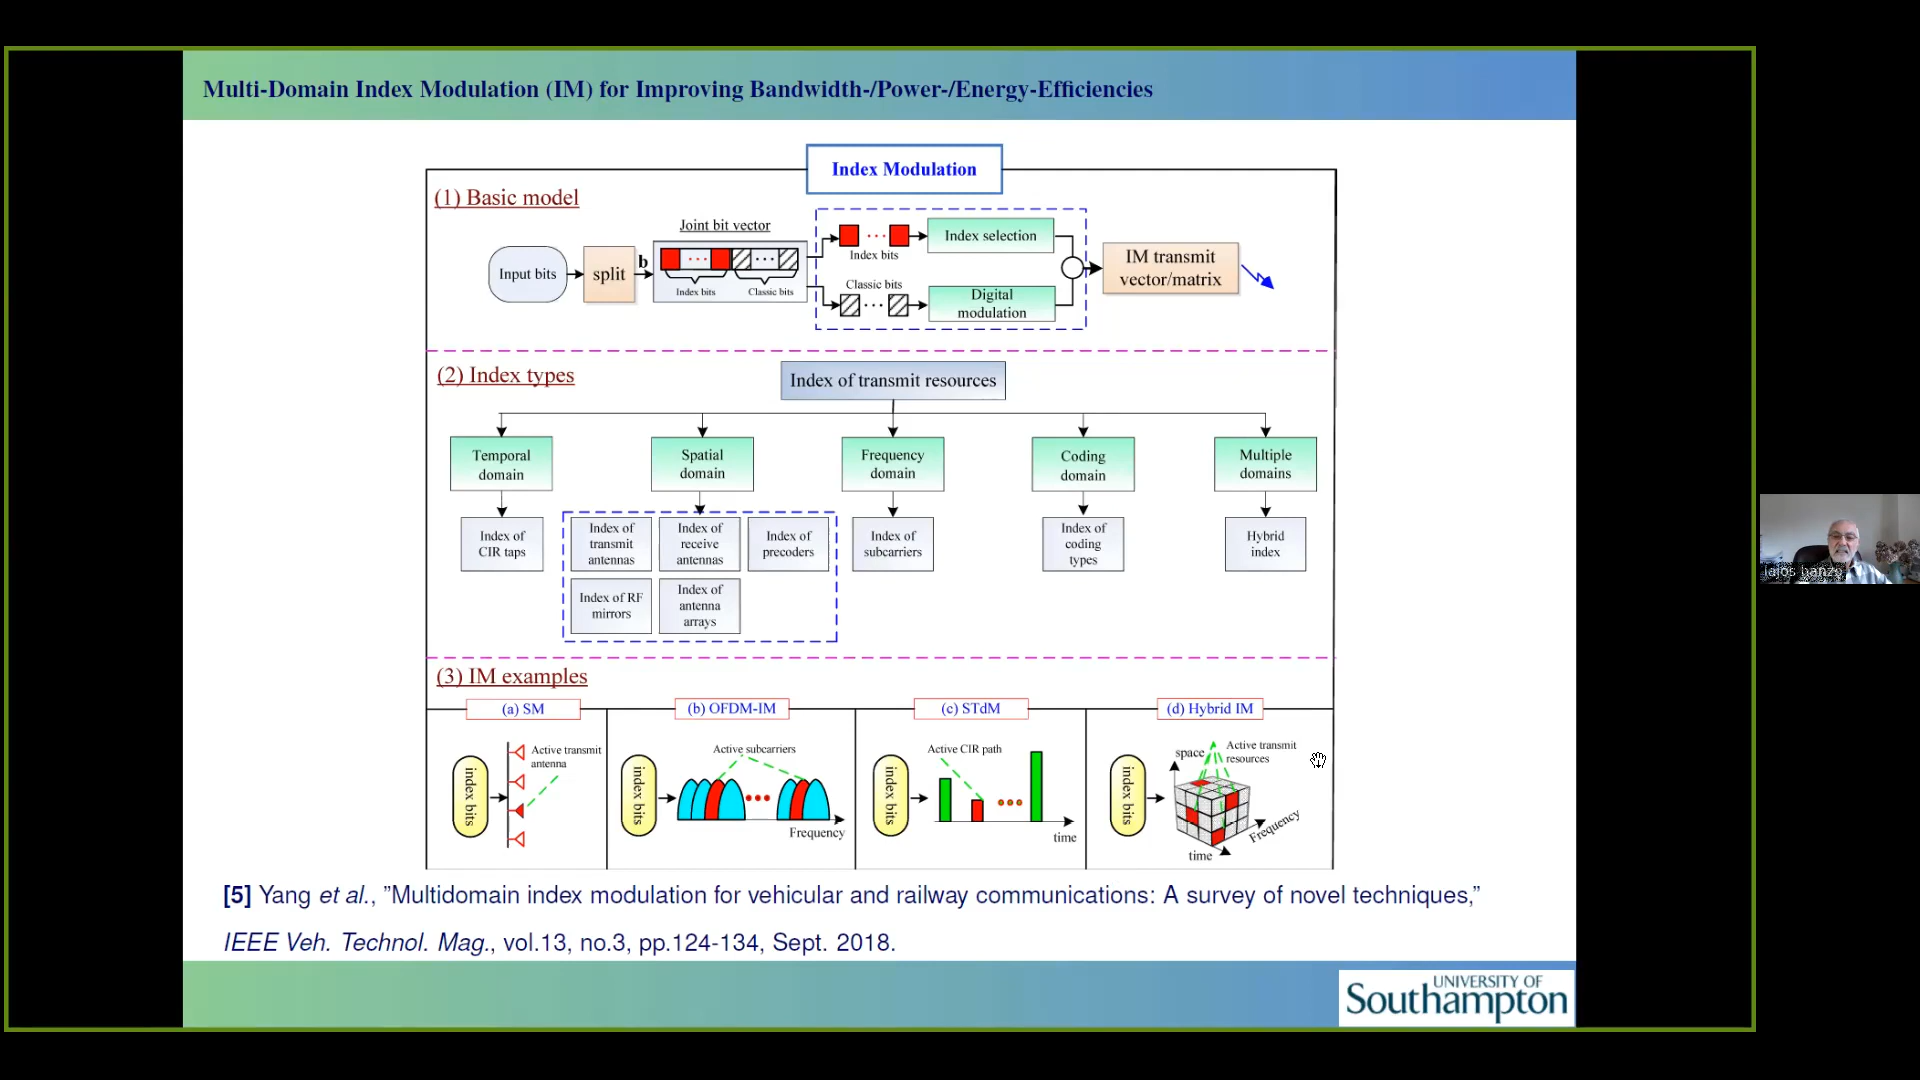 Multi-Domain Index Modulation (IM) for Improving Bandwidth-/Power-/Energy-Efficiencies
Index Modulation
(1) Basic model
Input bits
split
b
Joint bit vector
Index bits
Classic bits
Index bits
Index selection
Classic bits
Digital
modulation
IM transmit
vector/matrix
(2) Index types
Index of transmit resources
Temporal
domain
Spatial
domain
Frequency
domain
Coding
domain
Multiple
domains
Index of
CIR taps
Index of
transmit
antennas
Index of
receive
antennas
Index of
precoders
Index of RF
mirrors
Index of
antenna
arrays
Index of
subcarriers
Index of
coding
types
Hybrid
index
(3) IM examples
(a) SM
index bits
Active transmit
antenna
(b) OFDM-IM
index bits
Active subcarriers
Frequency
(c) STdM
index bits
Active CIR path
time
(d) Hybrid IM
index bits
space
Active transmit
resources
Frequency
time
[5] Yang et al., ”Multidomain index modulation for vehicular and railway communications: A survey of novel techniques,”
IEEE Veh. Technol. Mag., vol.13, no.3, pp.124-134, Sept. 2018.
UNIVERSITY OF
Southampton
lajos hanzo